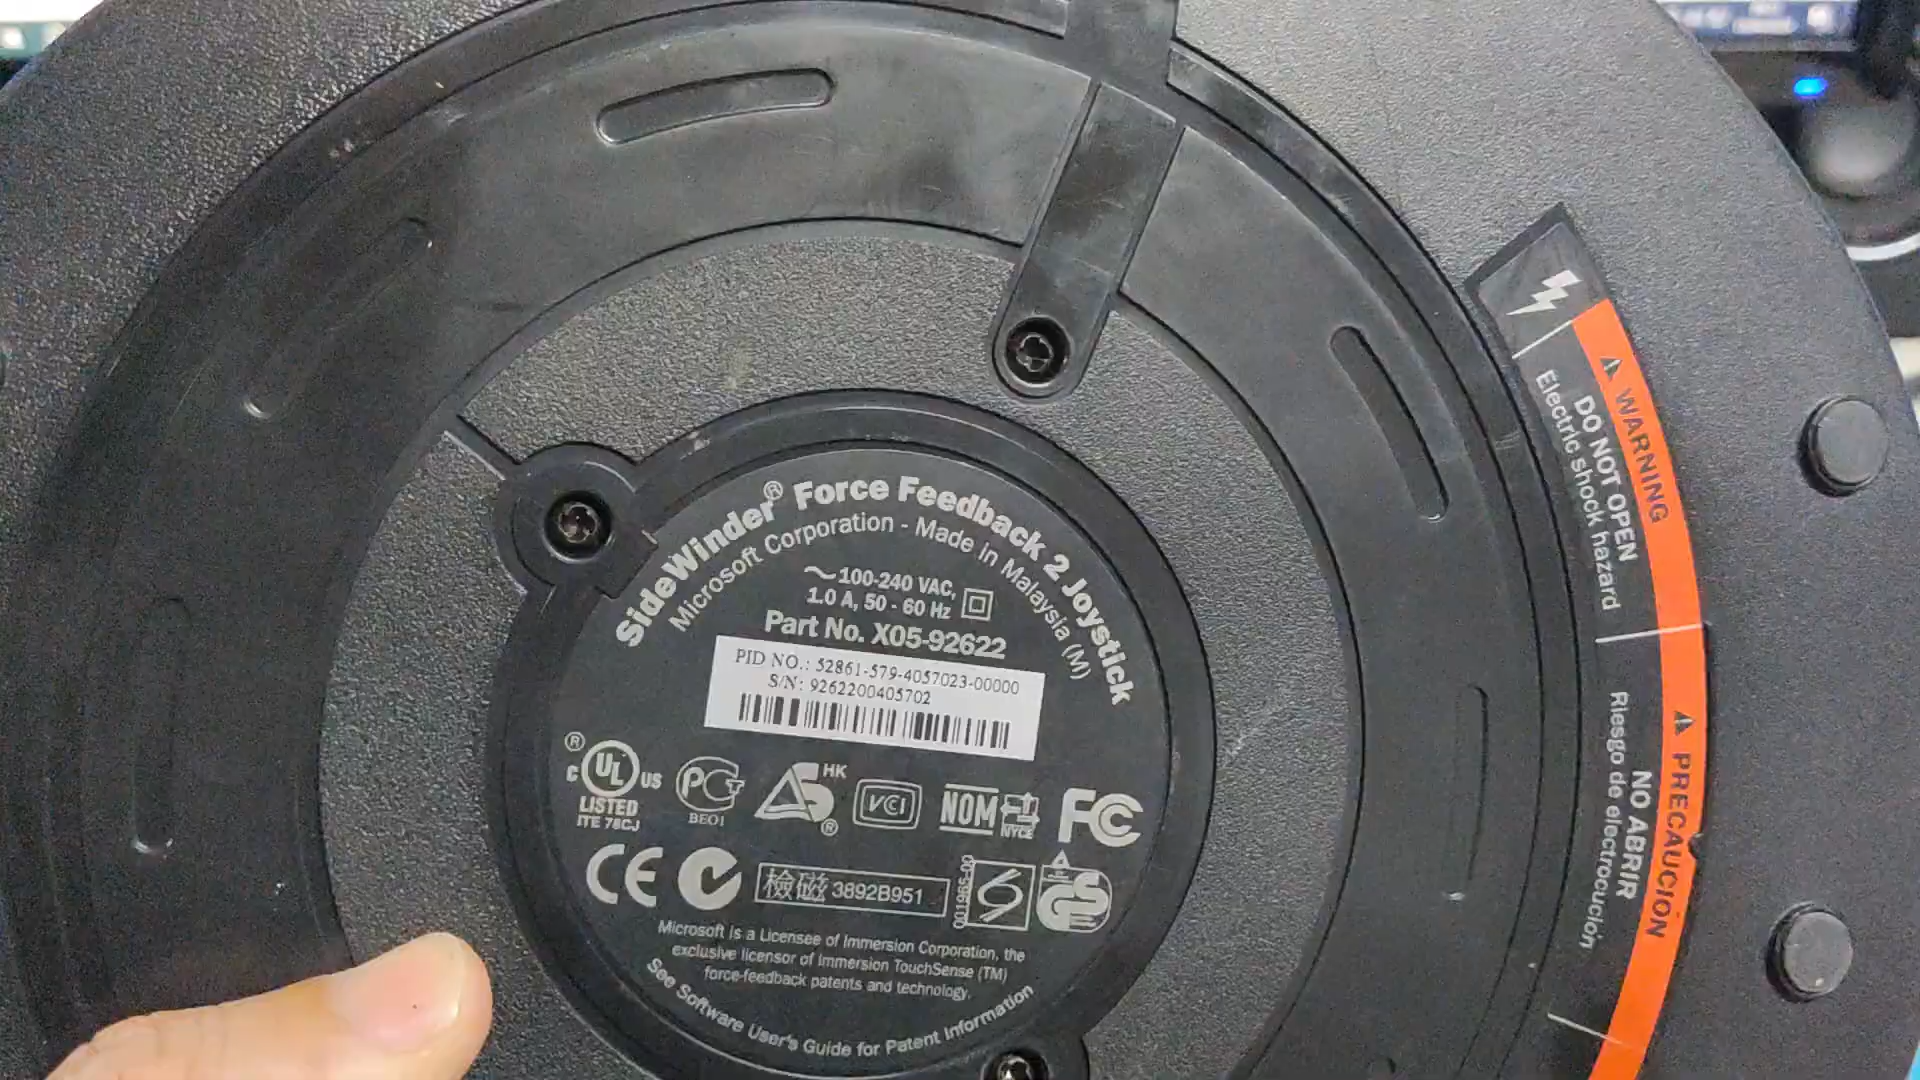 SideWinder® Force Feedback 2 Joystick
Microsoft Corporation - Made in Malaysia (M)
~100-240 VAC,
1.0 A, 50 - 60 Hz
Part No. X05-92622
PID NO.: 52861-579-4057023-00000
S/N: 9262200405702
® C UL US
LISTED
ITE 78CJ
PCT
BE01
S HK ®
VCI
NOM NYCE
FC
CE
檢磁 3892B951
GS
Microsoft is a Licensee of Immersion Corporation, the
exclusive licensor of Immersion TouchSense (TM)
force-feedback patents and technology.
See Software User's Guide for Patent Information
WARNING
DO NOT OPEN
Electric shock hazard
PRECAUCIÓN
NO ABRIR
Riesgo de electrocución